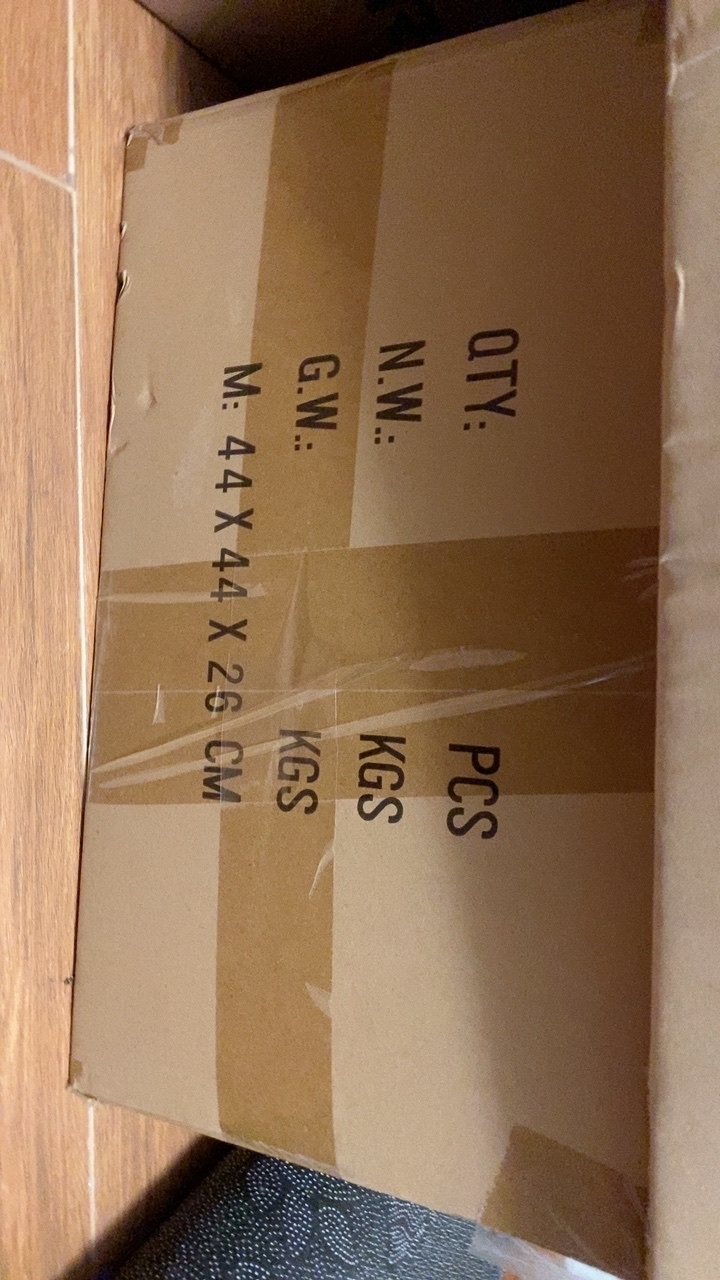 QTY: PCS
N.W.: KGS
G.W.: KGS
M: 44 X 44 X 26 CM